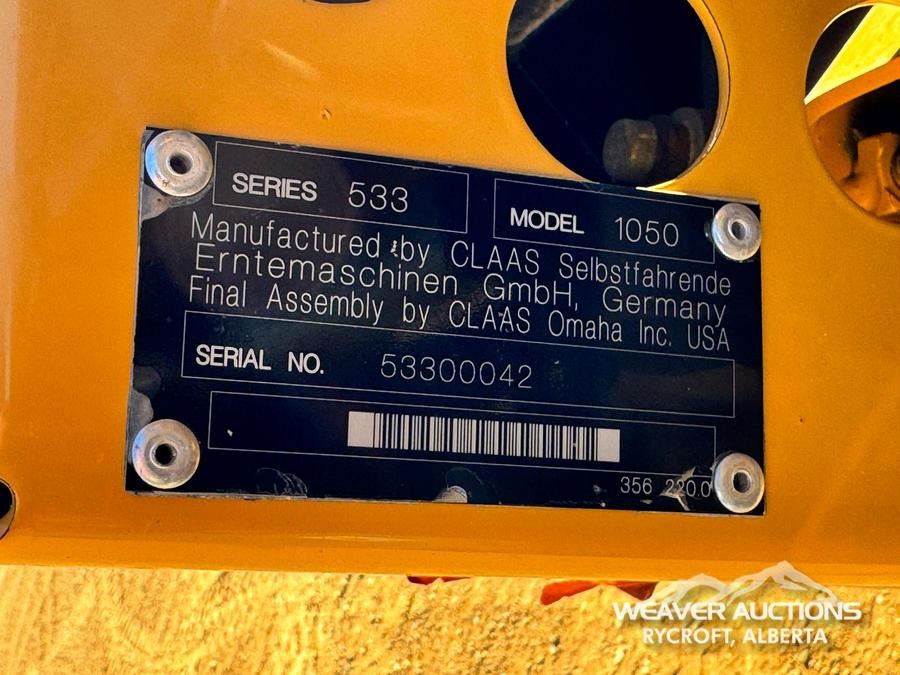 SERIES 533 MODEL 1050
Manufactured by CLAAS Selbstfahrende
Erntemaschinen GmbH, Germany
Final Assembly by CLAAS Omaha Inc. USA
SERIAL NO. 53300042
356 220.0
WEAVER AUCTIONS
RYCROFT, ALBERTA